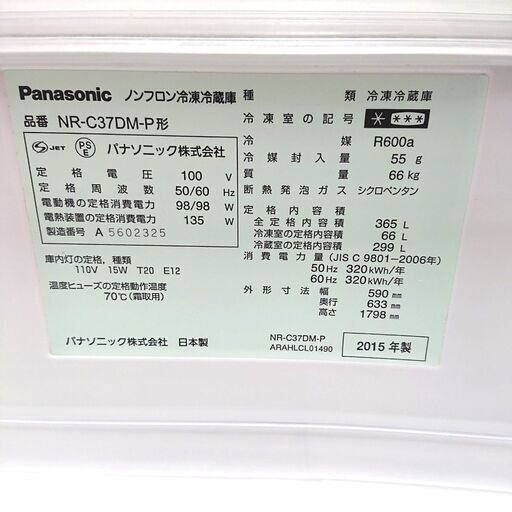 Panasonic ノンフロン冷凍冷蔵庫
品番 NR-C37DM-P形
JET PSE パナソニック株式会社
定格電圧 100 V
定格周波数 50/60 Hz
電動機の定格消費電力 98/98 W
電熱装置の定格消費電力 135 W
製造番号 A 5602325
庫内灯の定格，種類
110V 15W T20 E12
温度ヒューズの定格動作温度
70℃(霜取用)
パナソニック株式会社 日本製
種類 冷凍冷蔵庫
冷凍室の記号 ****
冷媒 R600a
冷媒封入量 55 g
質量 66 kg
断熱発泡ガス シクロペンタン
定格内容積
全定格内容積 365 L
冷凍室の定格内容積 66 L
冷蔵室の定格内容積 299 L
消費電力量(JIS C 9801-2006年)
50Hz 320 kWh/年
60Hz 320 kWh/年
外形寸法 幅 590 mm
奥行 633 mm
高さ 1798 mm
NR-C37DM-P
ARAHLCL01490
2015年製